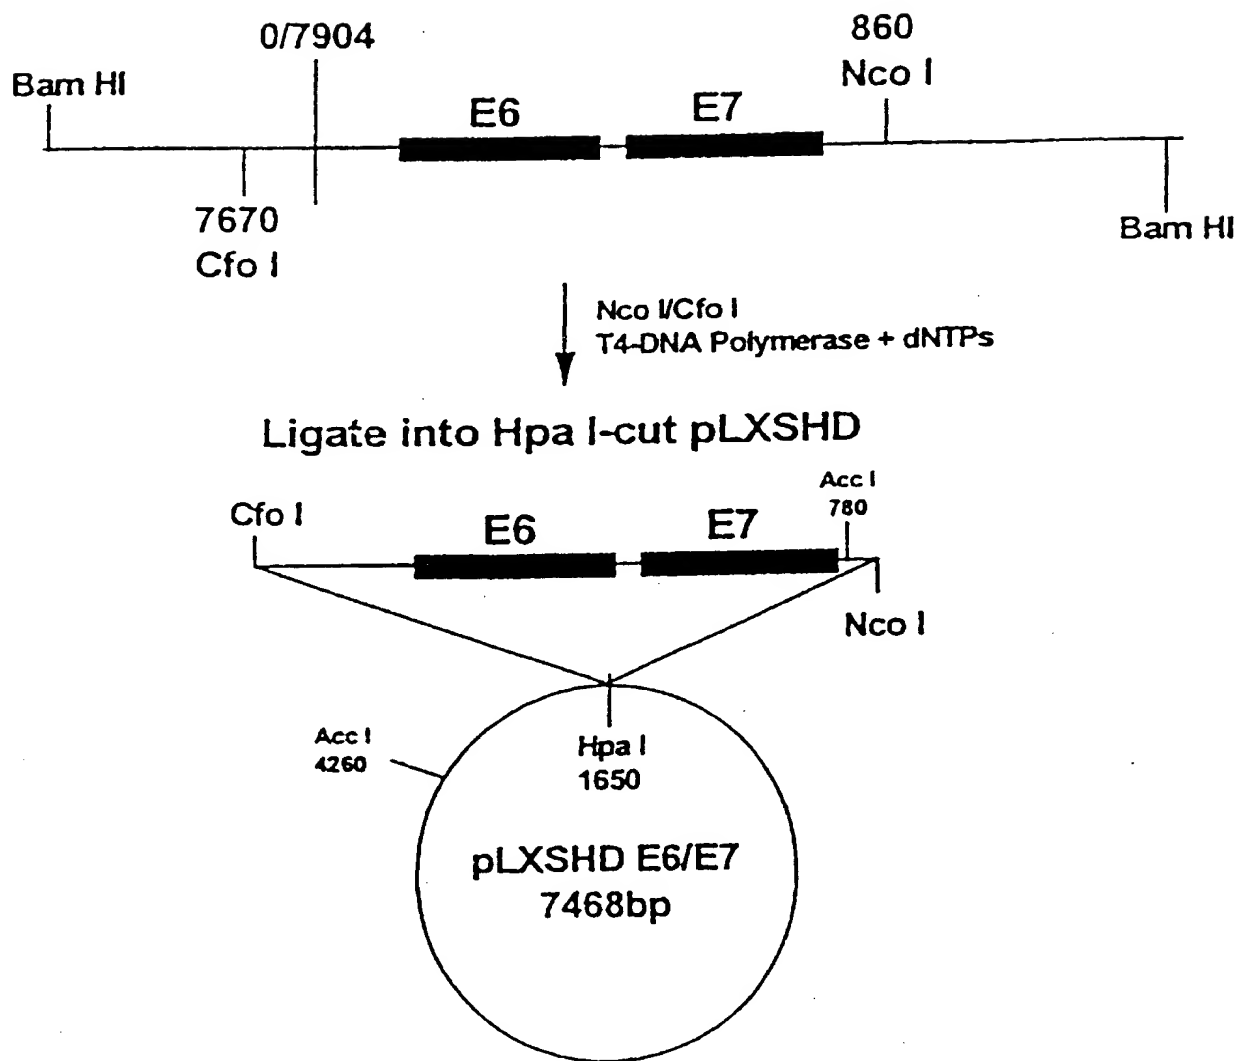 0/7904
860
Bam HI
Nco I
E6
E7
7670
Cfo I
Bam HI
Nco I/Cfo I
T4-DNA Polymerase + dNTPs
Ligate into Hpa I-cut pLXSHD
Acc I
780
Cfo I
E6
E7
Nco I
Acc I
4260
Hpa I
1650
pLXSHD E6/E7
7468bp